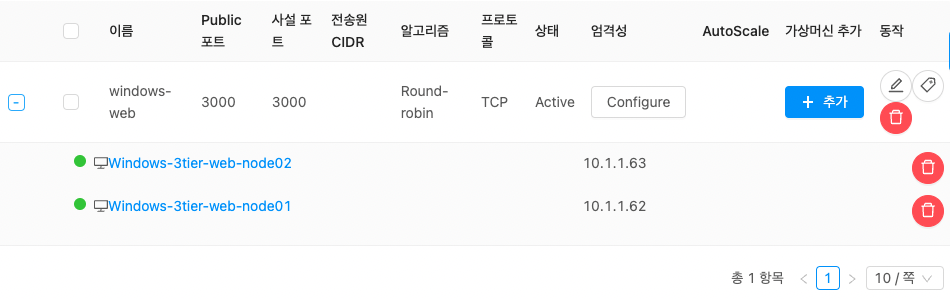 이름 Public 포트 사설 포트 전송원 CIDR 알고리즘 프로토콜 상태 엄격성 AutoScale 가상머신 추가 동작
- windows-web 3000 3000 Round-robin TCP Active Configure + 추가
Windows-3tier-web-node02 10.1.1.63
Windows-3tier-web-node01 10.1.1.62
총 1 항목 < 1 > 10 / 쪽